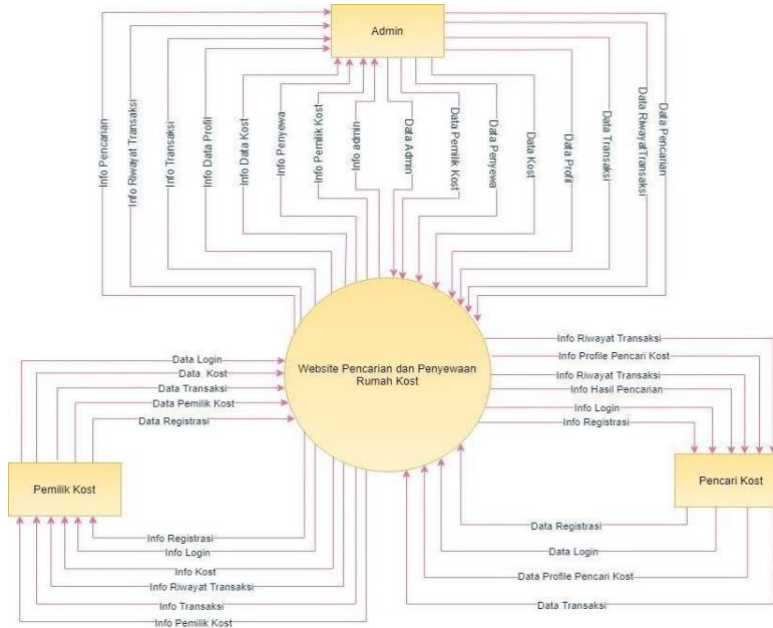 Admin
Info Pencarian
Info Riwayat Transaksi
Info Transaksi
Info Data Profil
Info Data Kost
Info Penyewa
Info Pemilik Kost
Info admin
Data Admin
Data Pemilik Kost
Data Penyewa
Data Kost
Data Profil
Data Transaksi
Data RiwayatTransaksi
Data Pencarian
Website Pencarian dan Penyewaan
Rumah Kost
Data Login
Data Kost
Data Transaksi
Data Pemilik Kost
Data Registrasi
Pemilik Kost
Info Registrasi
Info Login
Info Kost
Info Riwayat Transaksi
Info Transaksi
Info Pemilik Kost
Info Riwayat Transaksi
Info Profile Pencari Kost
Info Riwayat Transaksi
Info Hasil Pencarian
Info Login
Info Registrasi
Pencari Kost
Data Registrasi
Data Login
Data Profile Pencari Kost
Data Transaksi